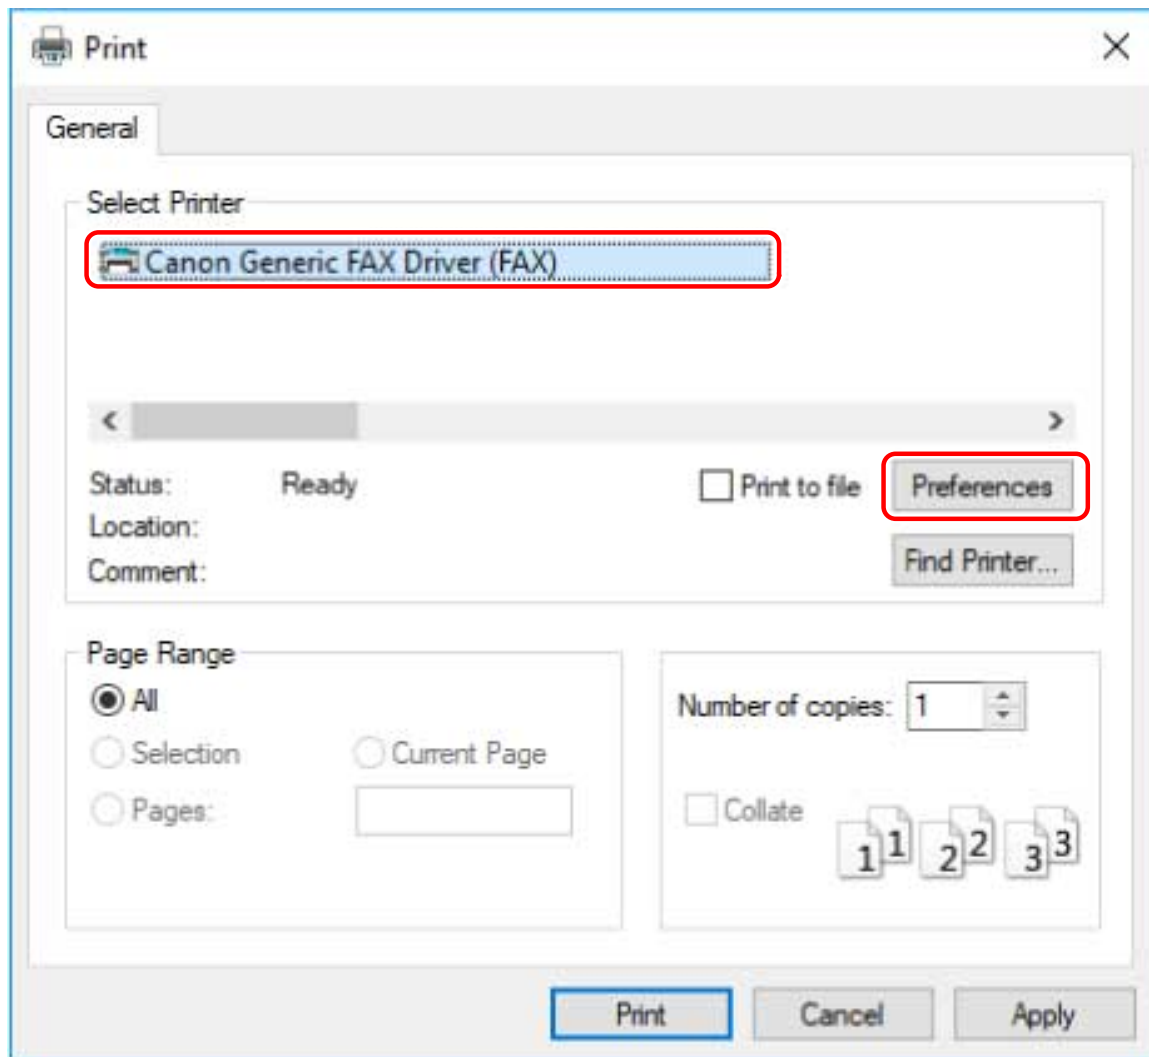 Print
General
Select Printer
Canon Generic FAX Driver (FAX)
Status: Ready
Print to file
Preferences
Location:
Comment:
Find Printer...
Page Range
All
Selection
Current Page
Pages:
Number of copies: 1
Collate
1 1 2 2 3 3
Print Cancel Apply